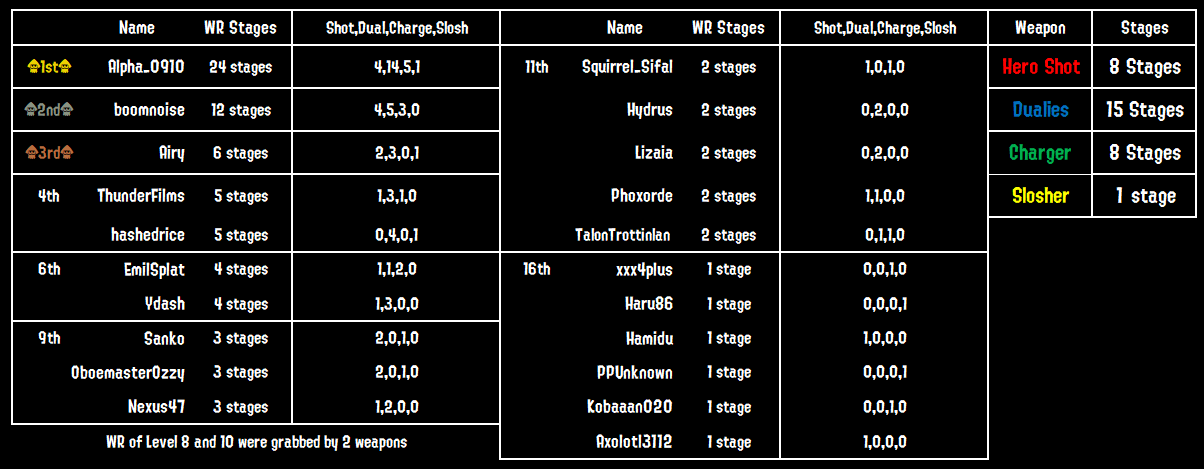 Name WR Stages Shot,Dual,Charge,Slosh
1st Alpha_0910 24 stages 4,14,5,1
2nd boomnoise 12 stages 4,5,3,0
3rd Airy 6 stages 2,3,0,1
4th ThunderFilms 5 stages 1,3,1,0
hashedrice 5 stages 0,4,0,1
6th EmilSplat 4 stages 1,1,2,0
Ydash 4 stages 1,3,0,0
9th Sanko 3 stages 2,0,1,0
OboemasterOzzy 3 stages 2,0,1,0
Nexus47 3 stages 1,2,0,0
WR of Level 8 and 10 were grabbed by 2 weapons
Name WR Stages Shot,Dual,Charge,Slosh
11th Squirrel_Sifal 2 stages 1,0,1,0
Hydrus 2 stages 0,2,0,0
Lizaia 2 stages 0,2,0,0
Phoxorde 2 stages 1,1,0,0
TalonTrottinIan 2 stages 0,1,1,0
16th xxx4plus 1 stage 0,0,1,0
Haru86 1 stage 0,0,0,1
Hamidu 1 stage 1,0,0,0
PPUnknown 1 stage 0,0,0,1
Kobaaan020 1 stage 0,0,1,0
Axolotl3112 1 stage 1,0,0,0
Weapon Stages
Hero Shot 8 Stages
Dualies 15 Stages
Charger 8 Stages
Slosher 1 stage